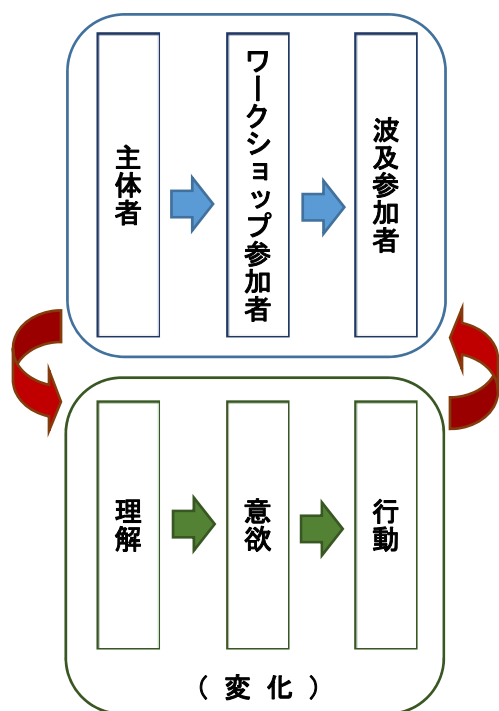 主体者
ワークショップ参加者
波及参加者
理解
意欲
行動
(変化)